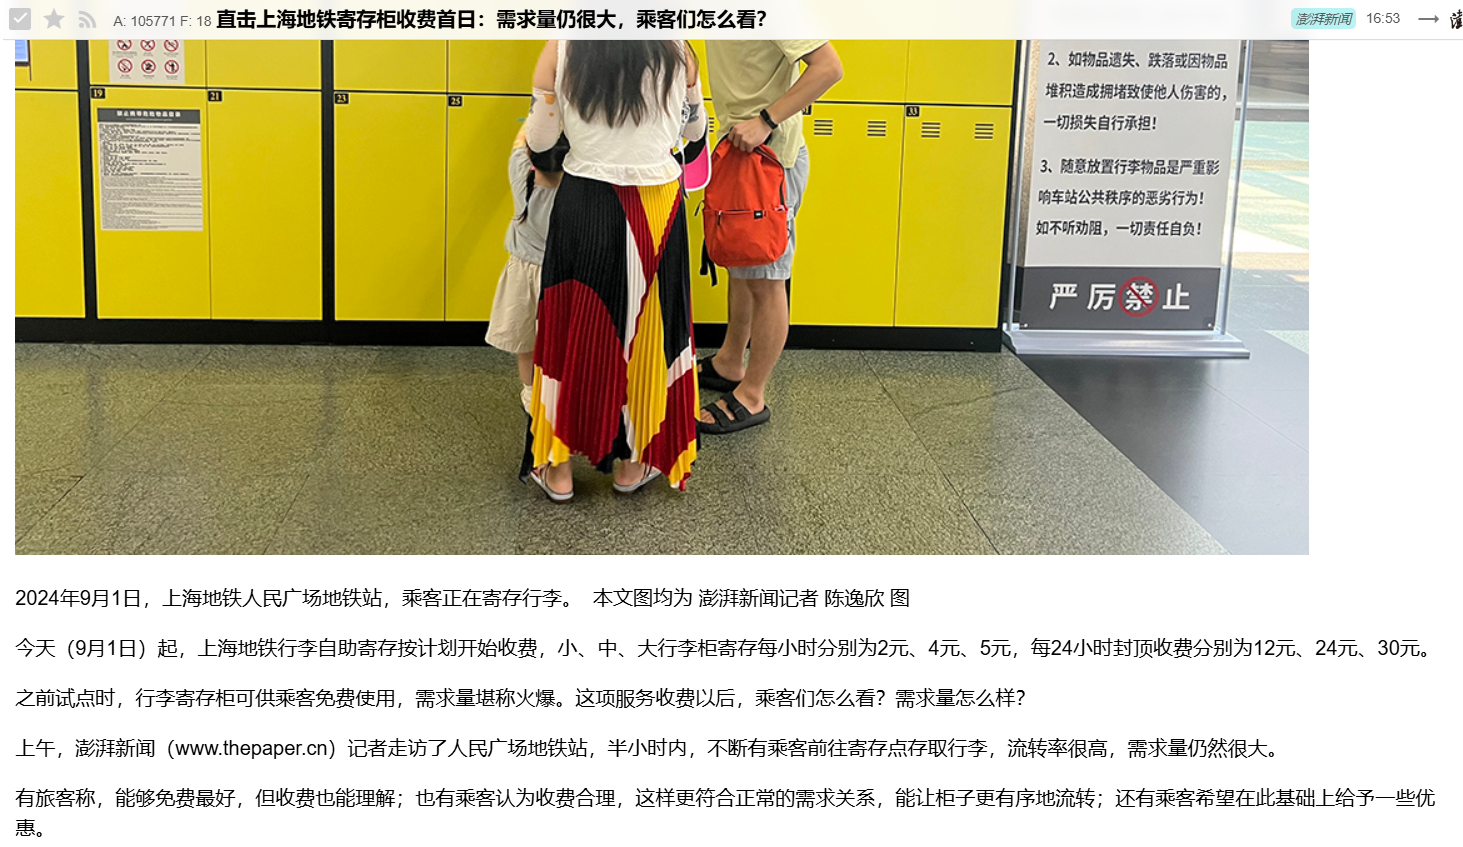 A: 105771 F: 18 直击上海地铁寄存柜收费首日：需求量仍很大，乘客们怎么看？
澎湃新闻 16:53
19
21
23
25
33
2、如物品遗失、跌落或因物品
堆积造成拥堵致使他人伤害的，
一切损失自行承担！
3、随意放置行李物品是严重影
响车站公共秩序的恶劣行为！
如不听劝阻，一切责任自负！
严厉禁止
2024年9月1日，上海地铁人民广场地铁站，乘客正在寄存行李。 本文图均为 澎湃新闻记者 陈逸欣 图
今天（9月1日）起，上海地铁行李自助寄存按计划开始收费，小、中、大行李柜寄存每小时分别为2元、4元、5元，每24小时封顶收费分别为12元、24元、30元。
之前试点时，行李寄存柜可供乘客免费使用，需求量堪称火爆。这项服务收费以后，乘客们怎么看？需求量怎么样？
上午，澎湃新闻（www.thepaper.cn）记者走访了人民广场地铁站，半小时内，不断有乘客前往寄存点存取行李，流转率很高，需求量仍然很大。
有旅客称，能够免费最好，但收费也能理解；也有乘客认为收费合理，这样更符合正常的需求关系，能让柜子更有序地流转；还有乘客希望在此基础上给予一些优
惠。